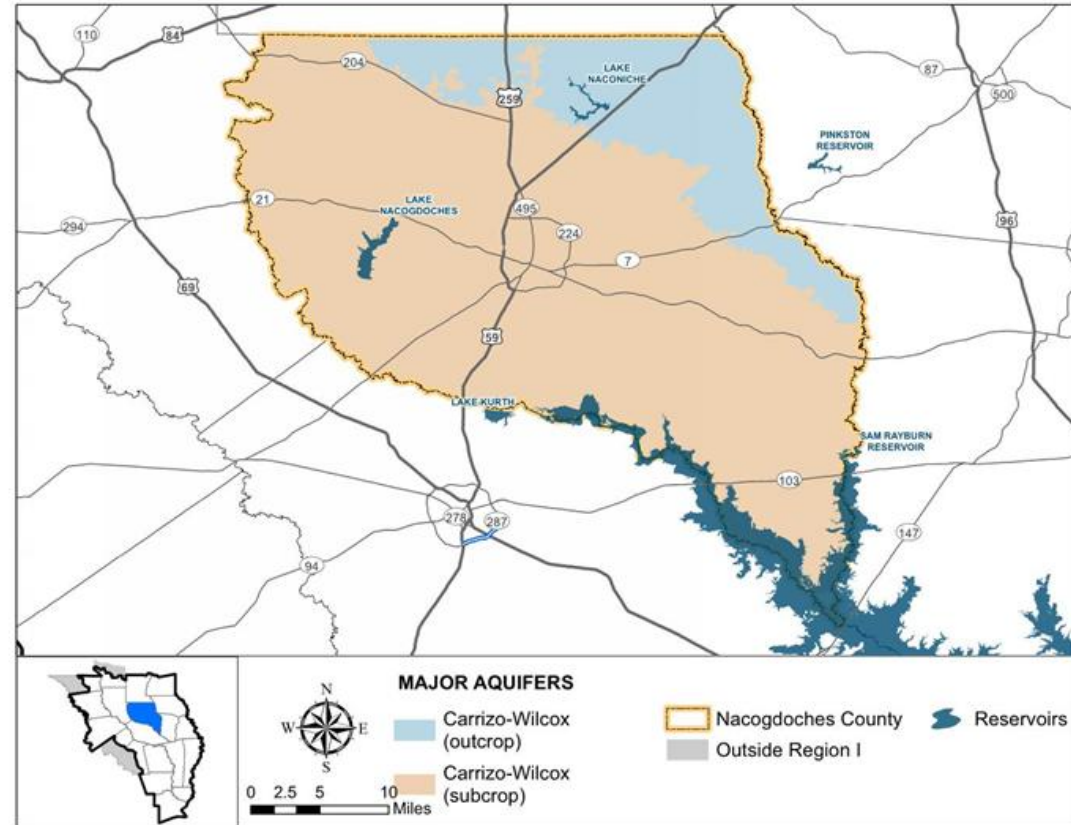 110
84
204
LAKE
NACONICHE
259
87
500
PINKSTON
RESERVOIR
21
LAKE
NACOGDOCHES
495
294
224
7
96
69
59
LAKE KURTH
SAM RAYBURN
RESERVOIR
103
278
287
147
94
N
W
E
S
0 2.5 5 10
Miles
MAJOR AQUIFERS
Carrizo-Wilcox
(outcrop)
Carrizo-Wilcox
(subcrop)
Nacogdoches County
Outside Region I
Reservoirs